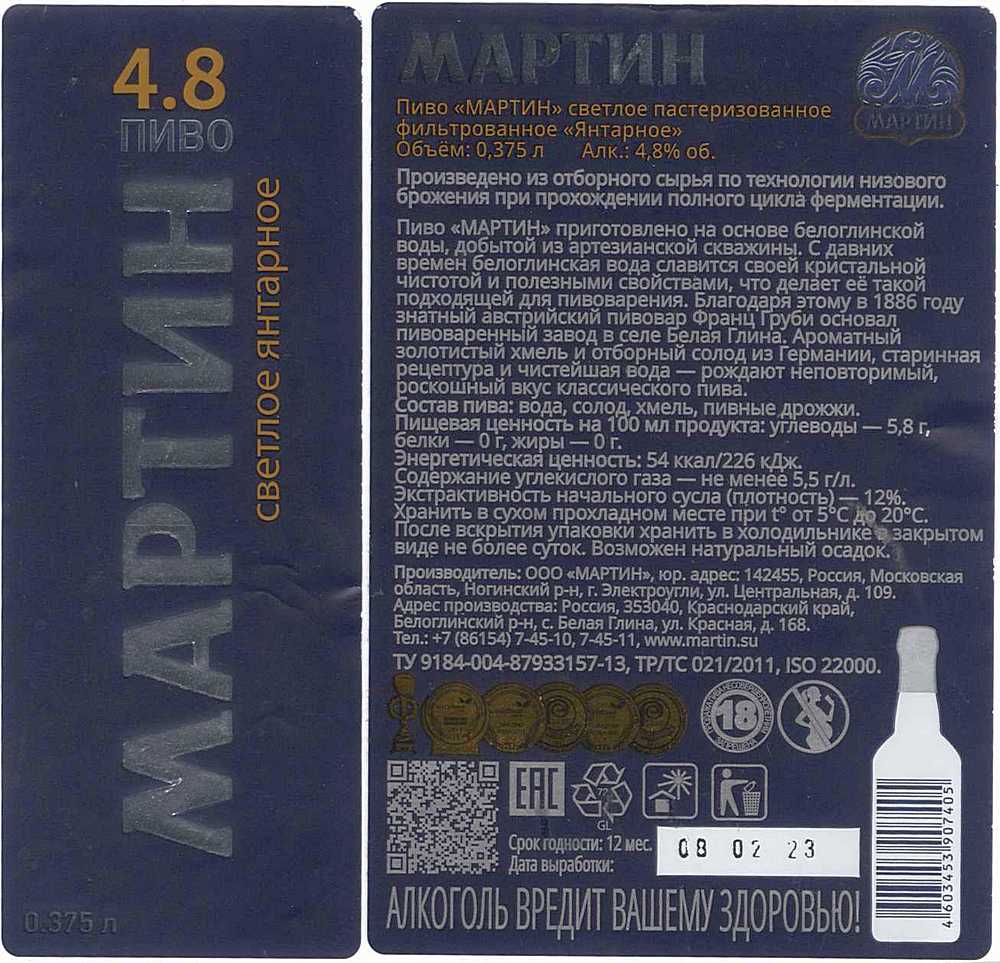 4.8
ПИВО
МАРТИН
светлое янтарное
0.375 л
МАРТИН
МАРТИН
Пиво «МАРТИН» светлое пастеризованное
фильтрованное «Янтарное»
Объём: 0,375 л Алк.: 4,8% об.
Произведено из отборного сырья по технологии низового
брожения при прохождении полного цикла ферментации.
Пиво «МАРТИН» приготовлено на основе белоглинской
воды, добытой из артезианской скважины. С давних
времен белоглинская вода славится своей кристальной
чистотой и полезными свойствами, что делает её такой
подходящей для пивоварения. Благодаря этому в 1886 году
знатный австрийский пивовар Франц Груби основал
пивоваренный завод в селе Белая Глина. Ароматный
золотистый хмель и отборный солод из Германии, старинная
рецептура и чистейшая вода — рождают неповторимый,
роскошный вкус классического пива.
Состав пива: вода, солод, хмель, пивные дрожжи.
Пищевая ценность на 100 мл продукта: углеводы — 5,8 г,
белки — 0 г, жиры — 0 г.
Энергетическая ценность: 54 ккал/226 кДж.
Содержание углекислого газа — не менее 5,5 г/л.
Экстрактивность начального сусла (плотность) — 12%.
Хранить в сухом прохладном месте при t° от 5°C до 20°C.
После вскрытия упаковки хранить в холодильнике в закрытом
виде не более суток. Возможен натуральный осадок.
Производитель: ООО «МАРТИН», юр. адрес: 142455, Россия, Московская
область, Ногинский р-н, г. Электроугли, ул. Центральная, д. 109.
Адрес производства: Россия, 353040, Краснодарский край,
Белоглинский р-н, с. Белая Глина, ул. Красная, д. 168.
Тел.: +7 (86154) 7-45-10, 7-45-11, www.martin.su
ТУ 9184-004-87933157-13, ТР/ТС 021/2011, ISO 22000.
18
EAC
GL
Срок годности: 12 мес.
Дата выработки:
08 02 23
4 603453 907405
АЛКОГОЛЬ ВРЕДИТ ВАШЕМУ ЗДОРОВЬЮ!